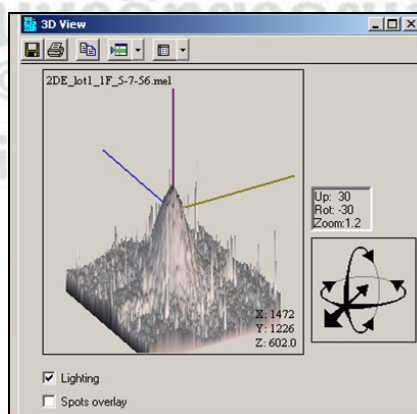 3D View
2DE_lot1_1F_5-7-56.mel
Up: 30
Rot: -30
Zoom:1.2
X: 1472
Y: 1226
Z: 602.0
Lighting
Spots overlay